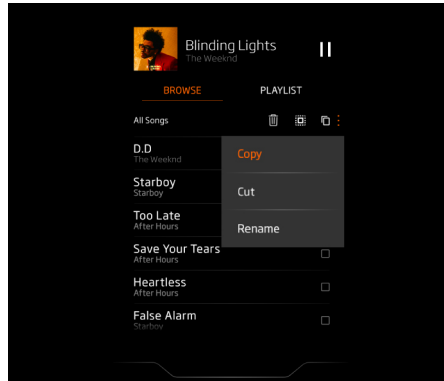 Blinding Lights
The Weeknd
BROWSE PLAYLIST
All Songs
D.D
The Weeknd
Copy
Starboy
Starboy
Cut
Too Late
After Hours
Rename
Save Your Tears
After Hours
Heartless
After Hours
False Alarm
Starboy